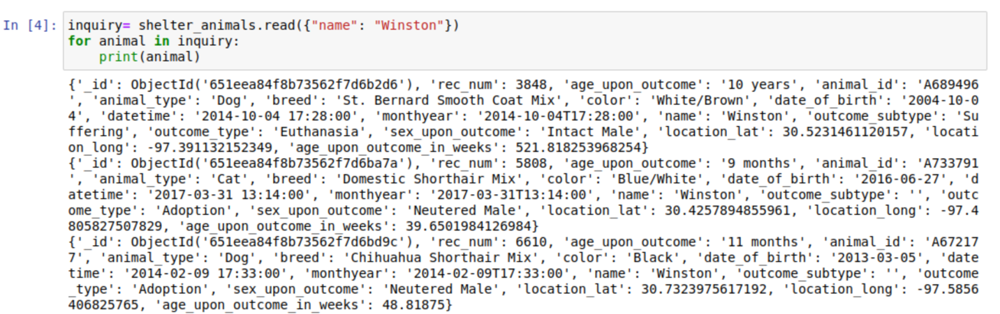 In [4]: inquiry= shelter_animals.read({"name": "Winston"})
for animal in inquiry:
    print(animal)
{'_id': ObjectId('651eea84f8b73562f7d6b2d6'), 'rec_num': 3848, 'age_upon_outcome': '10 years', 'animal_id': 'A689496
', 'animal_type': 'Dog', 'breed': 'St. Bernard Smooth Coat Mix', 'color': 'White/Brown', 'date_of_birth': '2004-10-0
4', 'datetime': '2014-10-04 17:28:00', 'monthyear': '2014-10-04T17:28:00', 'name': 'Winston', 'outcome_subtype': 'Su
ffering', 'outcome_type': 'Euthanasia', 'sex_upon_outcome': 'Intact Male', 'location_lat': 30.5231461120157, 'locati
on_long': -97.391132152349, 'age_upon_outcome_in_weeks': 521.818253968254}
{'_id': ObjectId('651eea84f8b73562f7d6ba7a'), 'rec_num': 5808, 'age_upon_outcome': '9 months', 'animal_id': 'A733791
', 'animal_type': 'Cat', 'breed': 'Domestic Shorthair Mix', 'color': 'Blue/White', 'date_of_birth': '2016-06-27', 'd
atetime': '2017-03-31 13:14:00', 'monthyear': '2017-03-31T13:14:00', 'name': 'Winston', 'outcome_subtype': '', 'outc
ome_type': 'Adoption', 'sex_upon_outcome': 'Neutered Male', 'location_lat': 30.4257894855961, 'location_long': -97.4
805827507829, 'age_upon_outcome_in_weeks': 39.6501984126984}
{'_id': ObjectId('651eea84f8b73562f7d6bd9c'), 'rec_num': 6610, 'age_upon_outcome': '11 months', 'animal_id': 'A67217
7', 'animal_type': 'Dog', 'breed': 'Chihuahua Shorthair Mix', 'color': 'Black', 'date_of_birth': '2013-03-05', 'date
time': '2014-02-09 17:33:00', 'monthyear': '2014-02-09T17:33:00', 'name': 'Winston', 'outcome_subtype': '', 'outcome
_type': 'Adoption', 'sex_upon_outcome': 'Neutered Male', 'location_lat': 30.7323975617192, 'location_long': -97.5856
406825765, 'age_upon_outcome_in_weeks': 48.81875}